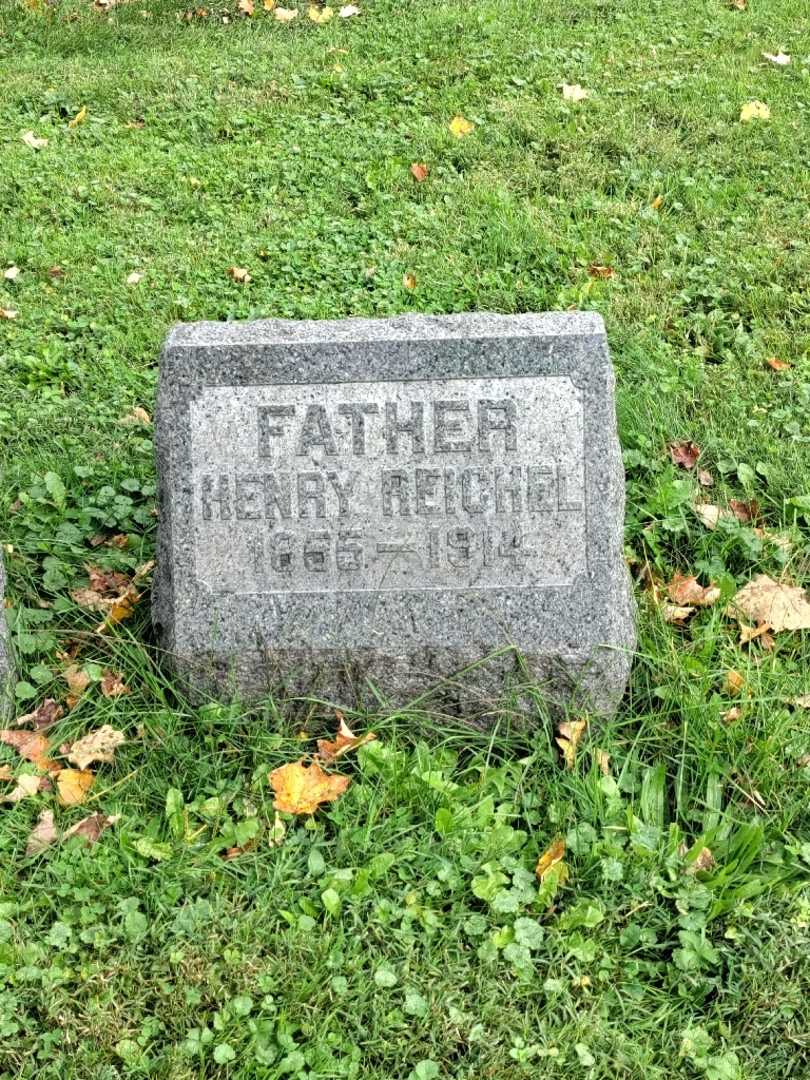 FATHER
HENRY REICHEL
1855–1914